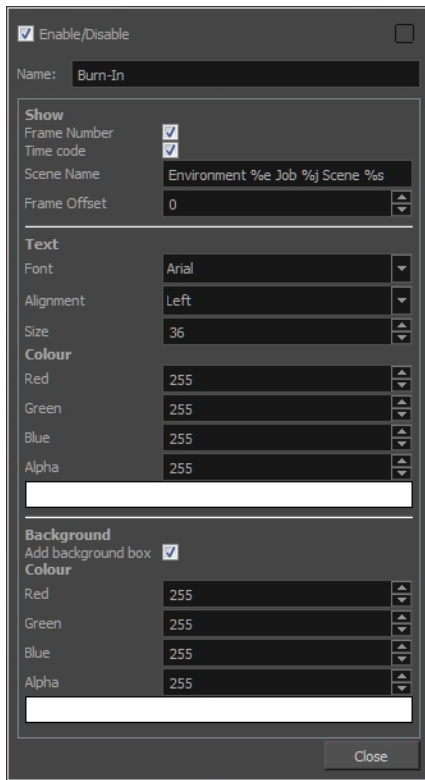 Enable/Disable
Name: Burn-In
Show
Frame Number
Time code
Scene Name Environment %e Job %j Scene %s
Frame Offset 0
Text
Font Arial
Alignment Left
Size 36
Colour
Red 255
Green 255
Blue 255
Alpha 255
Background
Add background box
Colour
Red 255
Green 255
Blue 255
Alpha 255
Close